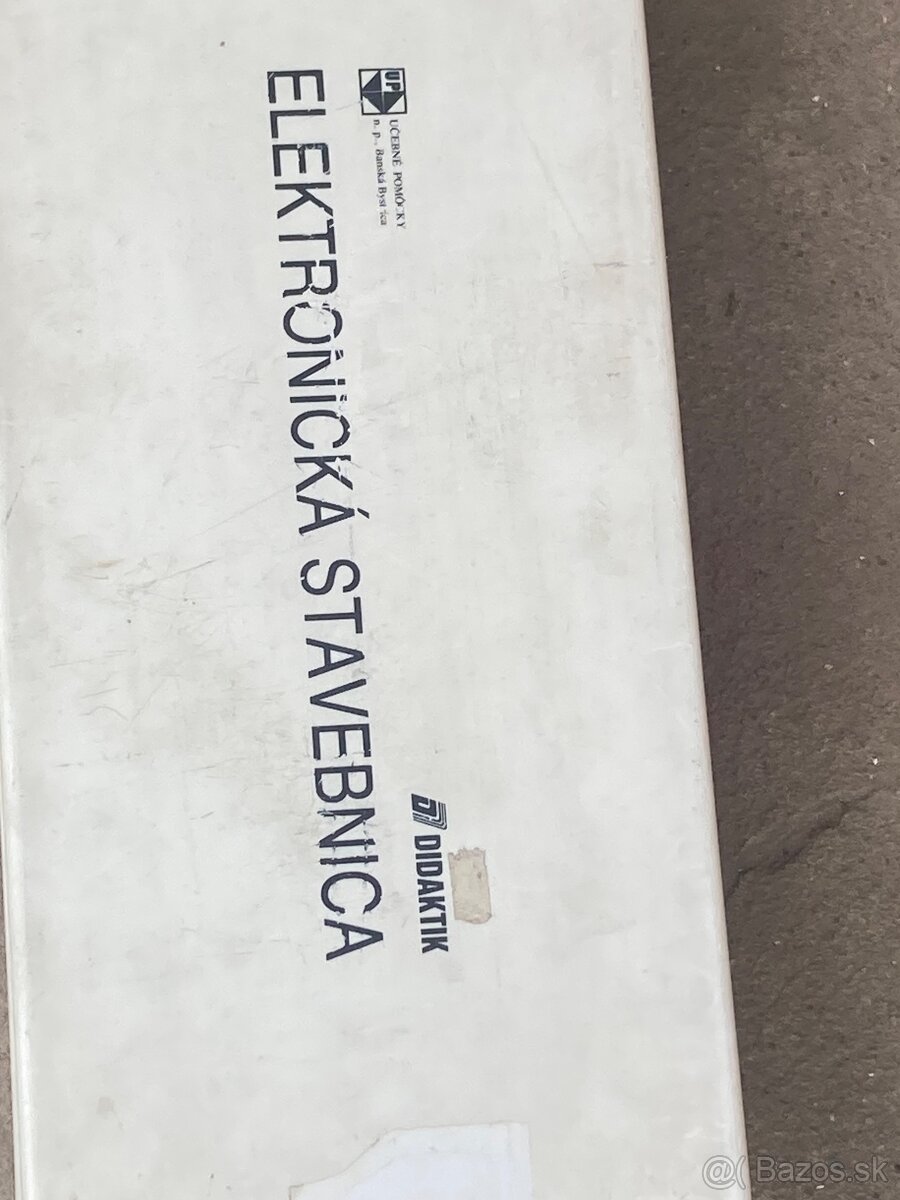 UP
UČEBNÉ POMÔCKY
n. p., Banská Bystrica
ELEKTRONICKÁ STAVEBNICA
DIDAKTIK
@( Bazos.sk